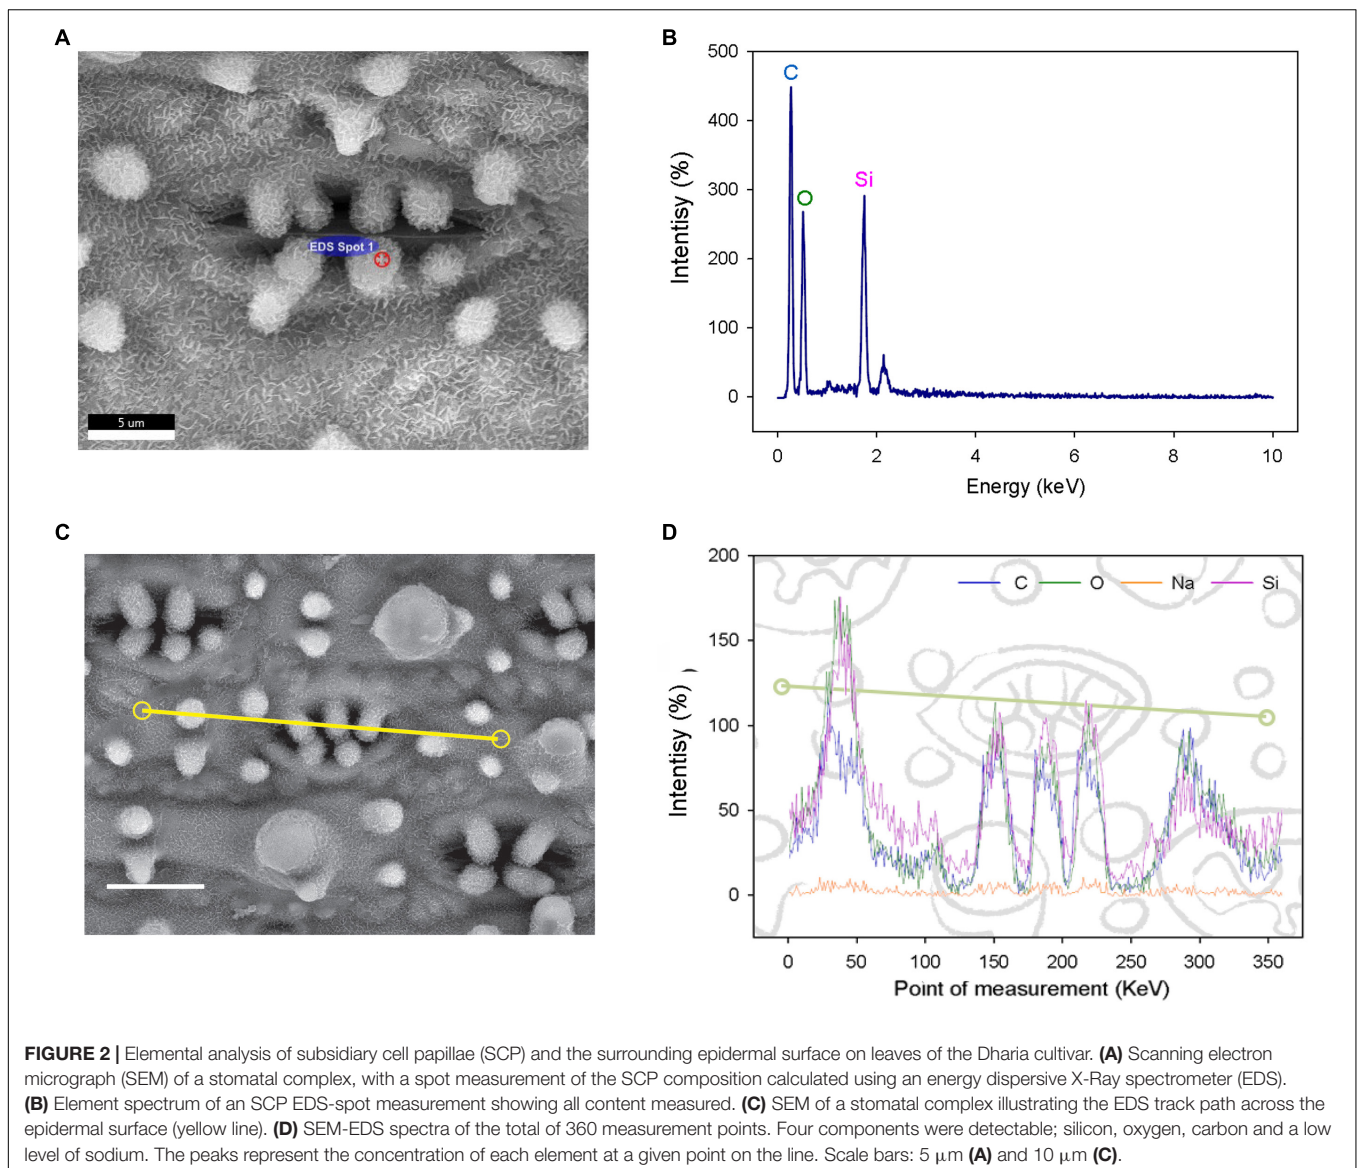 A
EDS Spot 1
5 um
B
500
400
300
200
100
0
Intentisy (%)
C
O
Si
0 2 4 6 8 10
Energy (keV)
C
D
200
150
100
50
0
)
Intentisy (%)
C O Na Si
0 50 100 150 200 250 300 350
Point of measurement (KeV)
FIGURE 2 | Elemental analysis of subsidiary cell papillae (SCP) and the surrounding epidermal surface on leaves of the Dharia cultivar. (A) Scanning electron
micrograph (SEM) of a stomatal complex, with a spot measurement of the SCP composition calculated using an energy dispersive X-Ray spectrometer (EDS).
(B) Element spectrum of an SCP EDS-spot measurement showing all content measured. (C) SEM of a stomatal complex illustrating the EDS track path across the
epidermal surface (yellow line). (D) SEM-EDS spectra of the total of 360 measurement points. Four components were detectable; silicon, oxygen, carbon and a low
level of sodium. The peaks represent the concentration of each element at a given point on the line. Scale bars: 5 μm (A) and 10 μm (C).